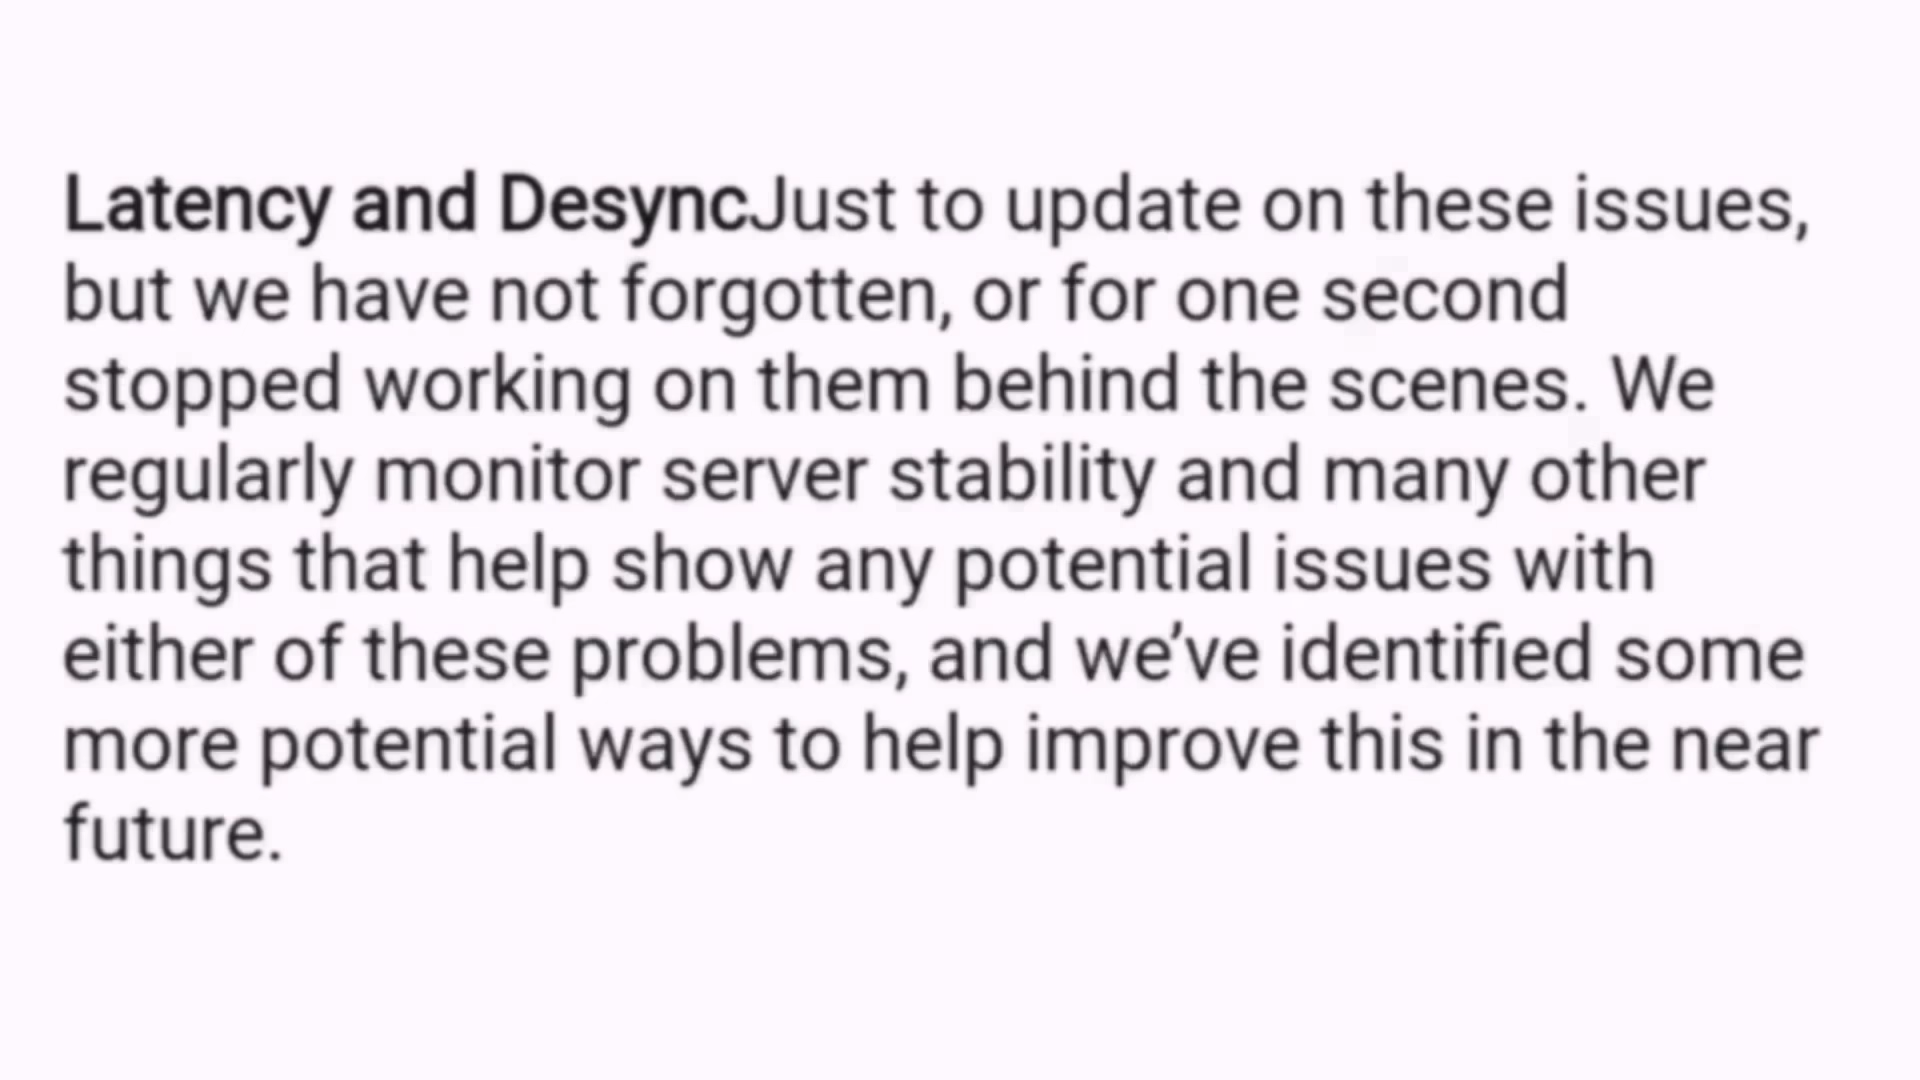 Latency and DesyncJust to update on these issues,
but we have not forgotten, or for one second
stopped working on them behind the scenes. We
regularly monitor server stability and many other
things that help show any potential issues with
either of these problems, and we’ve identified some
more potential ways to help improve this in the near
future.